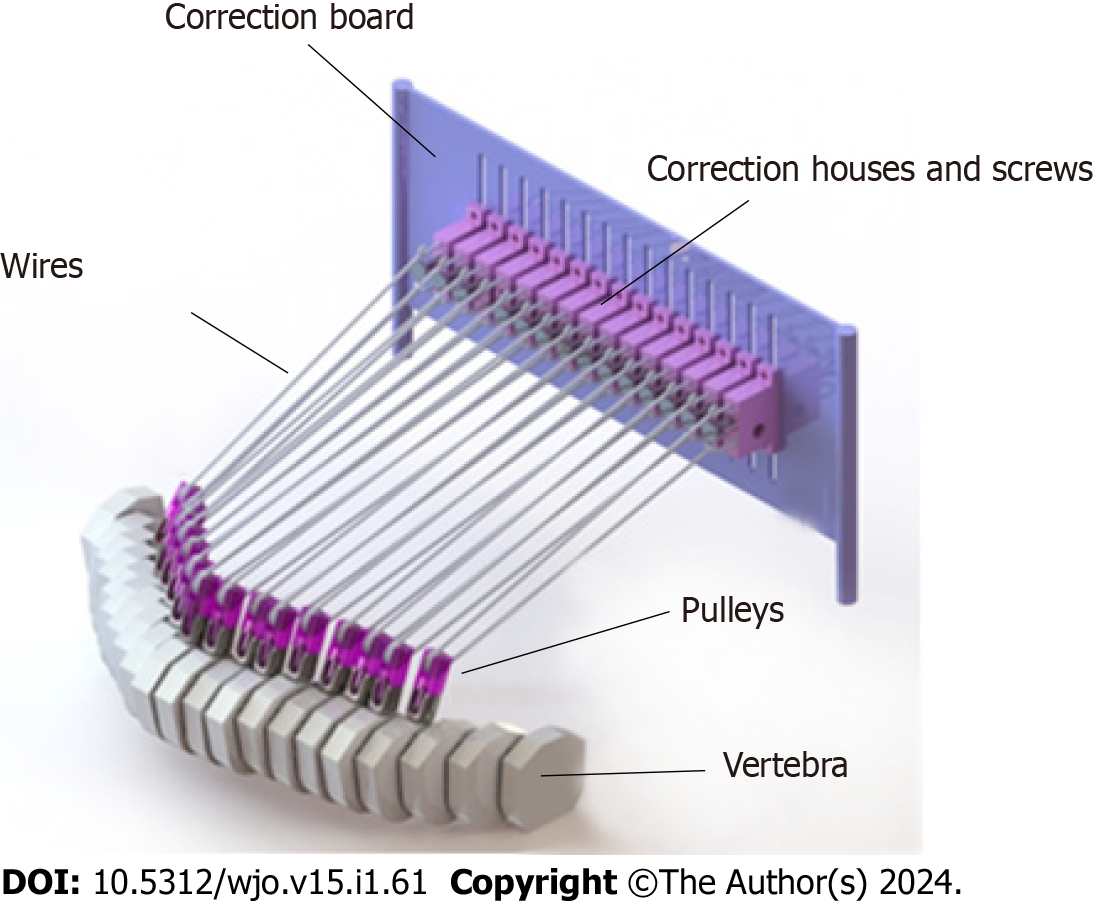 Correction board
Correction houses and screws
Wires
Pulleys
Vertebra
DOI: 10.5312/wjo.v15.i1.61 Copyright ©The Author(s) 2024.